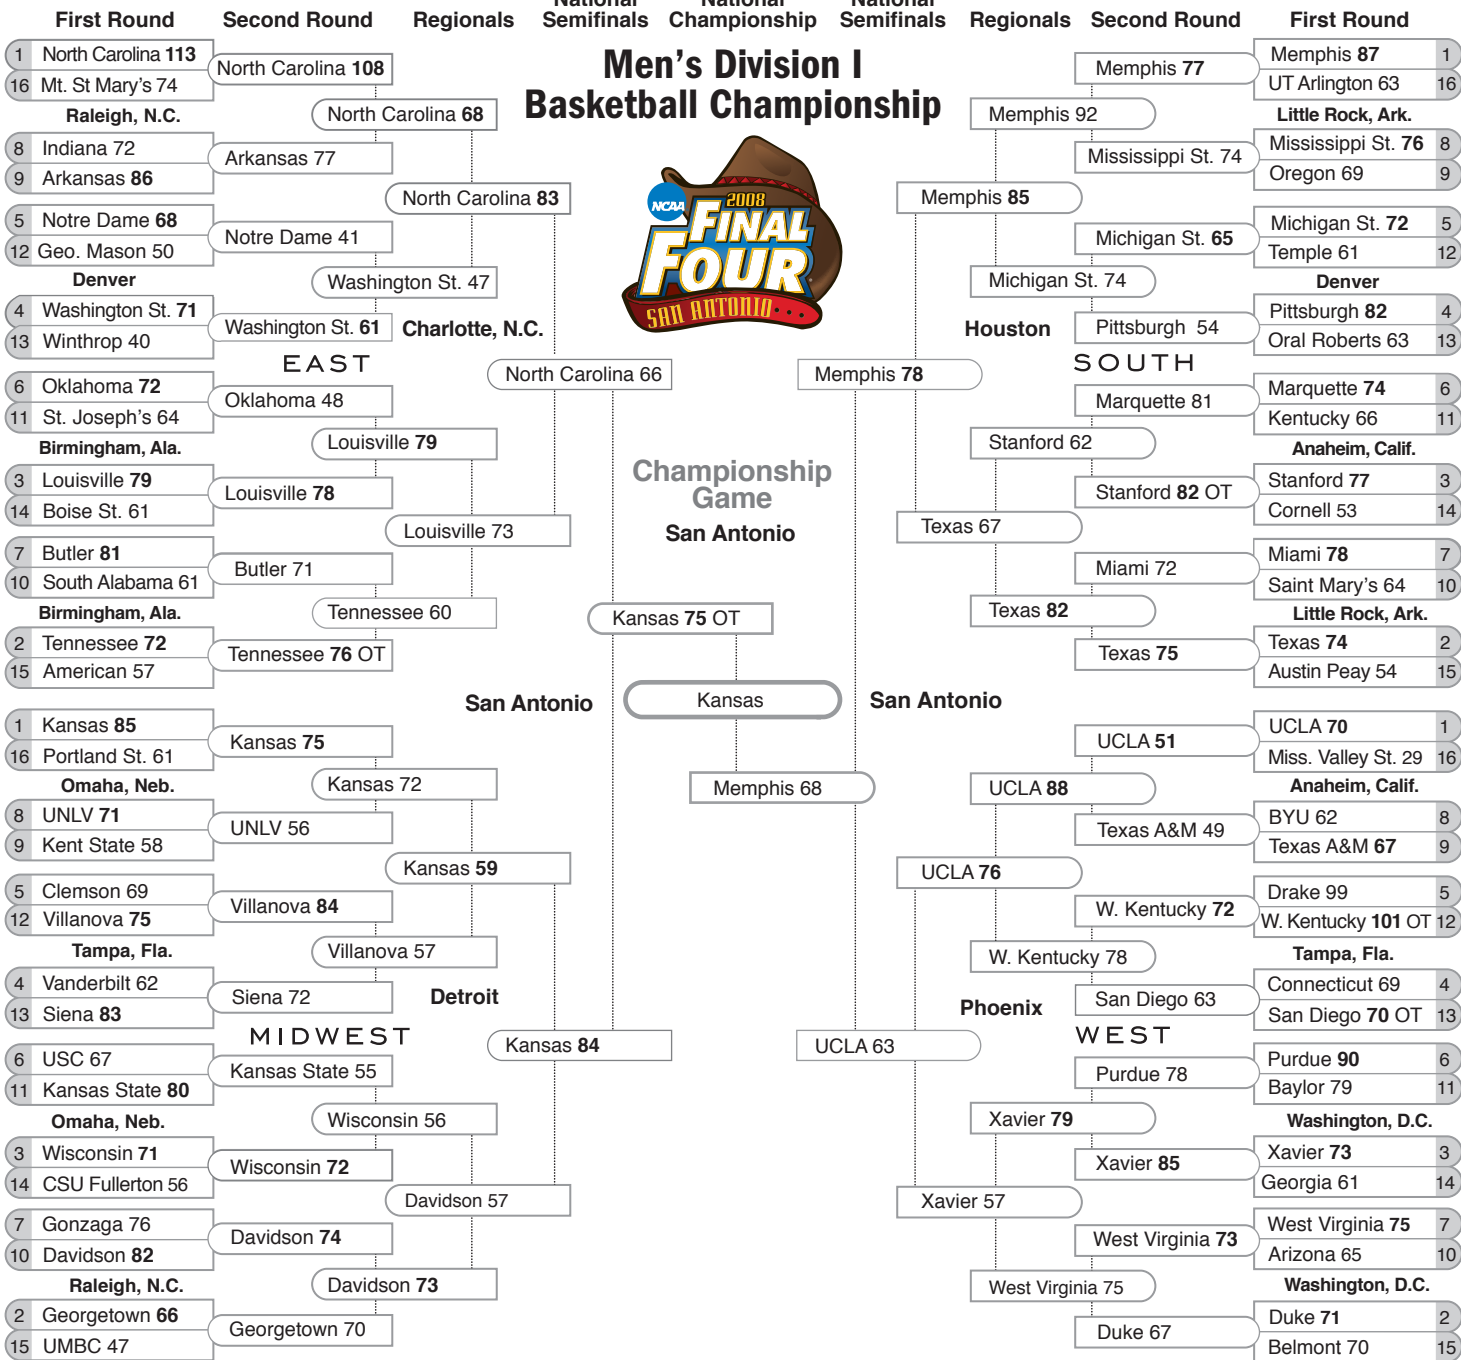 First Round
Second Round
Regionals
National
Semifinals
National
Championship
National
Semifinals
Regionals
Second Round
First Round
Men's Division I
Basketball Championship
NCAA
2008
FINAL
FOUR
SAN ANTONIO
1 North Carolina 113
16 Mt. St Mary's 74
Raleigh, N.C.
8 Indiana 72
9 Arkansas 86
5 Notre Dame 68
12 Geo. Mason 50
Denver
4 Washington St. 71
13 Winthrop 40
6 Oklahoma 72
11 St. Joseph's 64
Birmingham, Ala.
3 Louisville 79
14 Boise St. 61
7 Butler 81
10 South Alabama 61
Birmingham, Ala.
2 Tennessee 72
15 American 57
North Carolina 108
Arkansas 77
Notre Dame 41
Washington St. 61
EAST
Oklahoma 48
Louisville 78
Butler 71
Tennessee 76 OT
North Carolina 68
Washington St. 47
Louisville 79
Tennessee 60
North Carolina 83
Charlotte, N.C.
Louisville 73
North Carolina 66
1 Kansas 85
16 Portland St. 61
Omaha, Neb.
8 UNLV 71
9 Kent State 58
5 Clemson 69
12 Villanova 75
Tampa, Fla.
4 Vanderbilt 62
13 Siena 83
6 USC 67
11 Kansas State 80
Omaha, Neb.
3 Wisconsin 71
14 CSU Fullerton 56
7 Gonzaga 76
10 Davidson 82
Raleigh, N.C.
2 Georgetown 66
15 UMBC 47
Kansas 75
UNLV 56
Villanova 84
Siena 72
MIDWEST
Kansas State 55
Wisconsin 72
Davidson 74
Georgetown 70
Kansas 72
Villanova 57
Wisconsin 56
Davidson 73
Kansas 59
Detroit
Davidson 57
Kansas 84
Championship
Game
San Antonio
Kansas 75 OT
San Antonio
Kansas
San Antonio
Memphis 68
Memphis 78
UCLA 63
Memphis 85
Houston
Texas 67
Memphis 92
Michigan St. 74
Stanford 62
Texas 82
Memphis 77
Mississippi St. 74
Michigan St. 65
Pittsburgh 54
SOUTH
Marquette 81
Stanford 82 OT
Miami 72
Texas 75
Memphis 87 1
UT Arlington 63 16
Little Rock, Ark.
Mississippi St. 76 8
Oregon 69 9
Michigan St. 72 5
Temple 61 12
Denver
Pittsburgh 82 4
Oral Roberts 63 13
Marquette 74 6
Kentucky 66 11
Anaheim, Calif.
Stanford 77 3
Cornell 53 14
Miami 78 7
Saint Mary's 64 10
Little Rock, Ark.
Texas 74 2
Austin Peay 54 15
UCLA 76
Phoenix
Xavier 57
UCLA 88
W. Kentucky 78
Xavier 79
West Virginia 75
UCLA 51
Texas A&M 49
W. Kentucky 72
San Diego 63
WEST
Purdue 78
Xavier 85
West Virginia 73
Duke 67
UCLA 70 1
Miss. Valley St. 29 16
Anaheim, Calif.
BYU 62 8
Texas A&M 67 9
Drake 99 5
W. Kentucky 101 OT 12
Tampa, Fla.
Connecticut 69 4
San Diego 70 OT 13
Purdue 90 6
Baylor 79 11
Washington, D.C.
Xavier 73 3
Georgia 61 14
West Virginia 75 7
Arizona 65 10
Washington, D.C.
Duke 71 2
Belmont 70 15